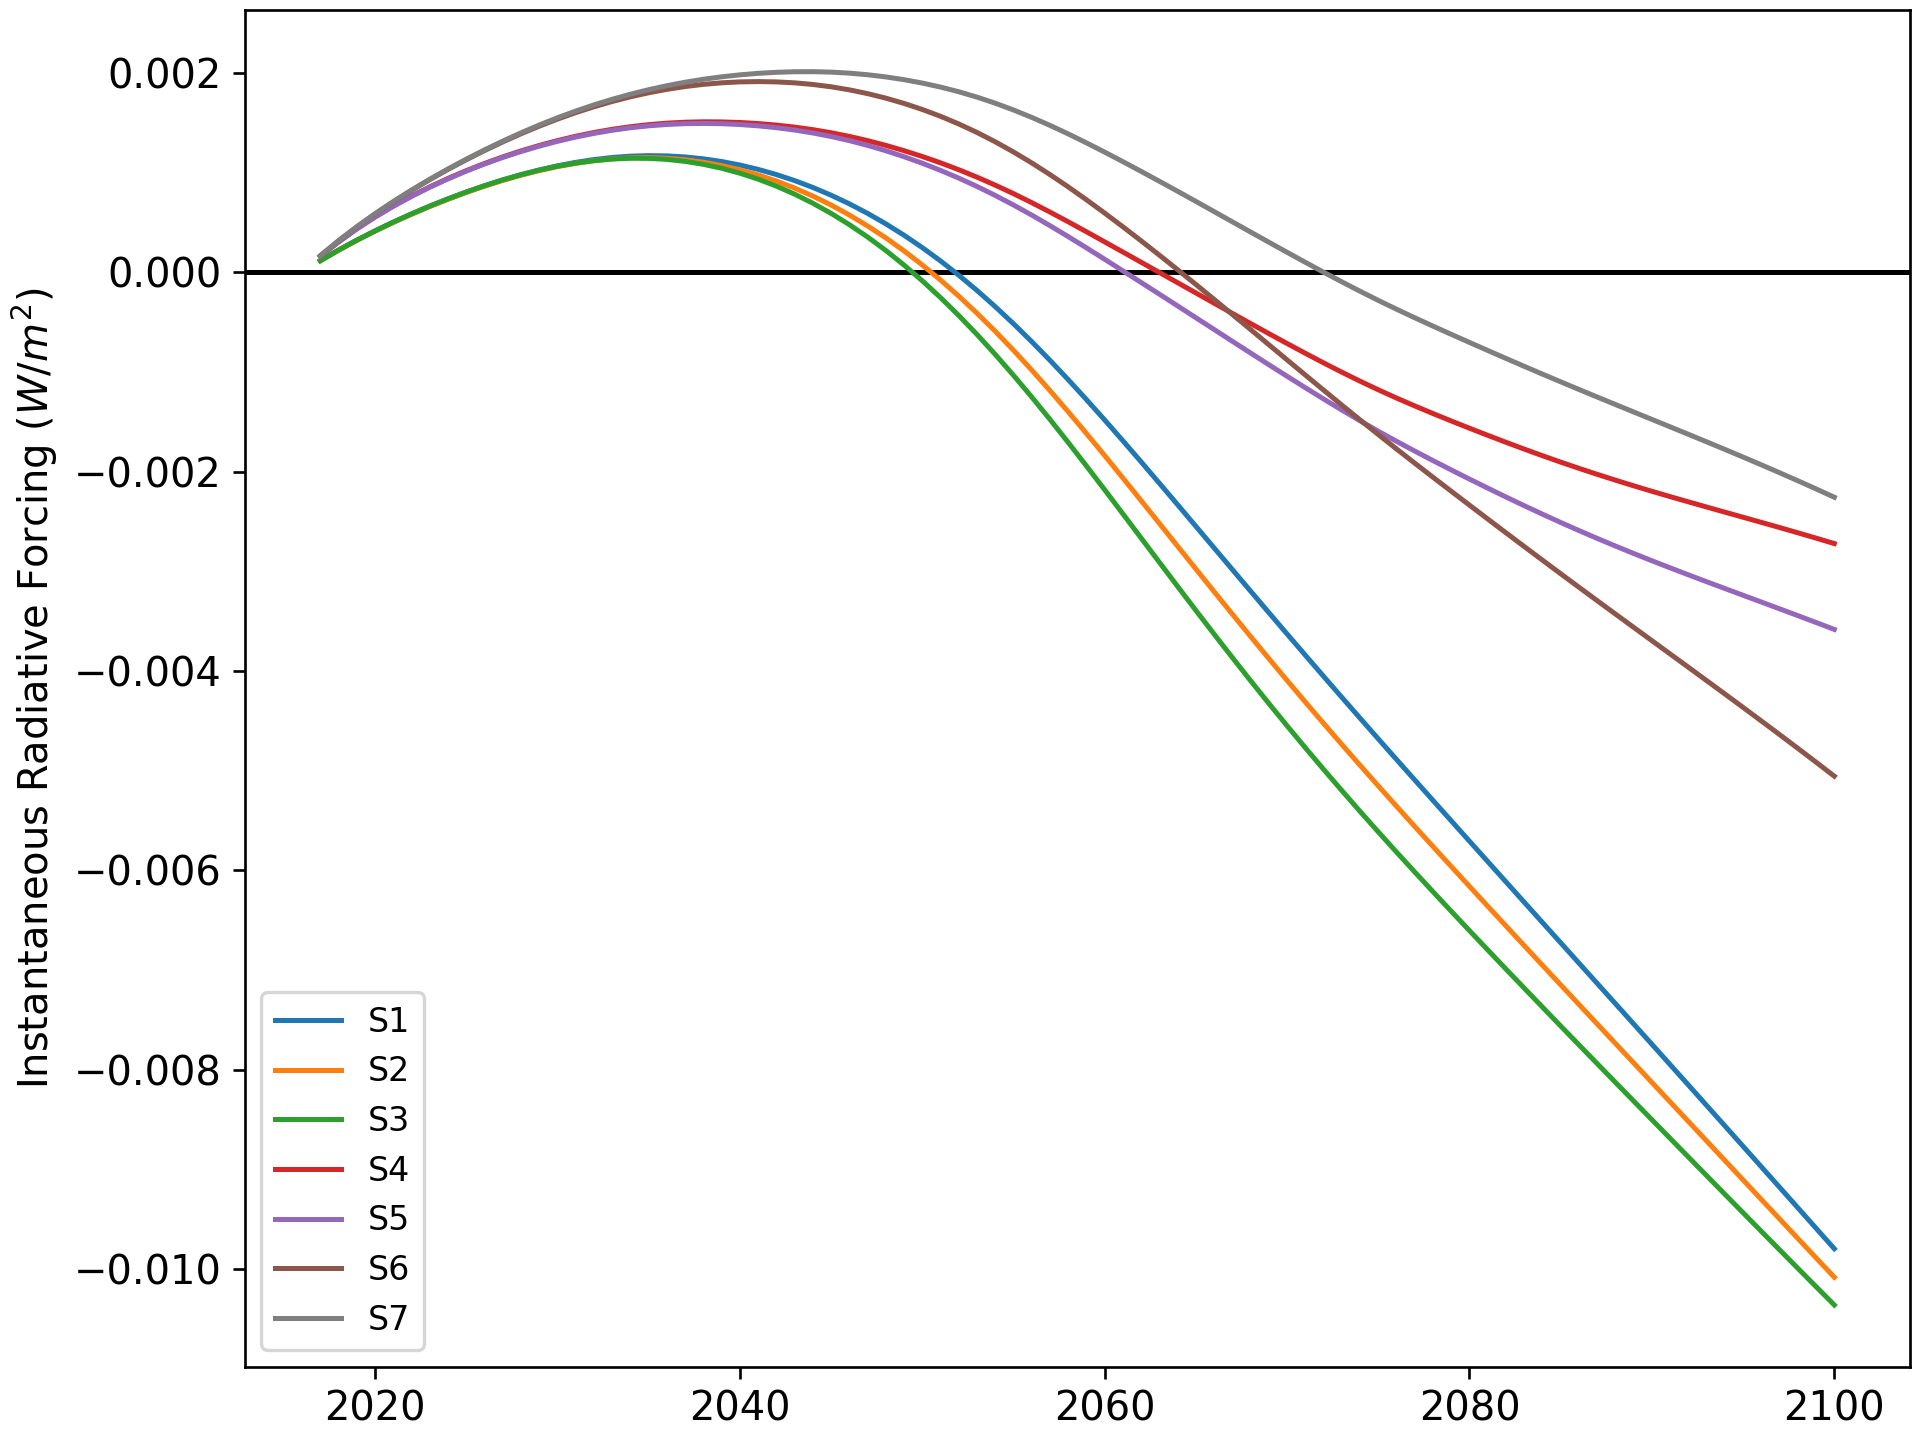 Instantaneous Radiative Forcing (W/m²)
0.002
0.000
−0.002
−0.004
−0.006
−0.008
−0.010
S1
S2
S3
S4
S5
S6
S7
2020 2040 2060 2080 2100